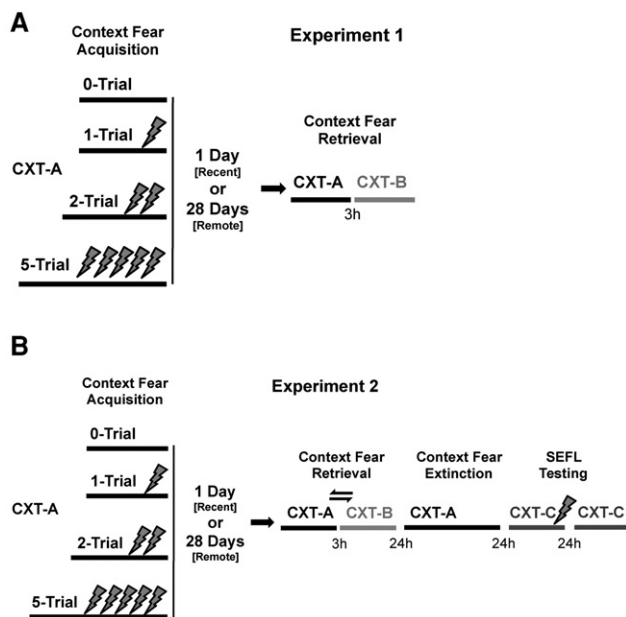 A
Context Fear
Acquisition
Experiment 1
0-Trial
1-Trial
CXT-A
2-Trial
5-Trial
1 Day
[Recent]
or
28 Days
[Remote]
Context Fear
Retrieval
CXT-A CXT-B
3h
B
Context Fear
Acquisition
Experiment 2
0-Trial
1-Trial
CXT-A
2-Trial
5-Trial
1 Day
[Recent]
or
28 Days
[Remote]
Context Fear
Retrieval
Context Fear
Extinction
SEFL
Testing
CXT-A CXT-B CXT-A CXT-C CXT-C
3h 24h 24h 24h